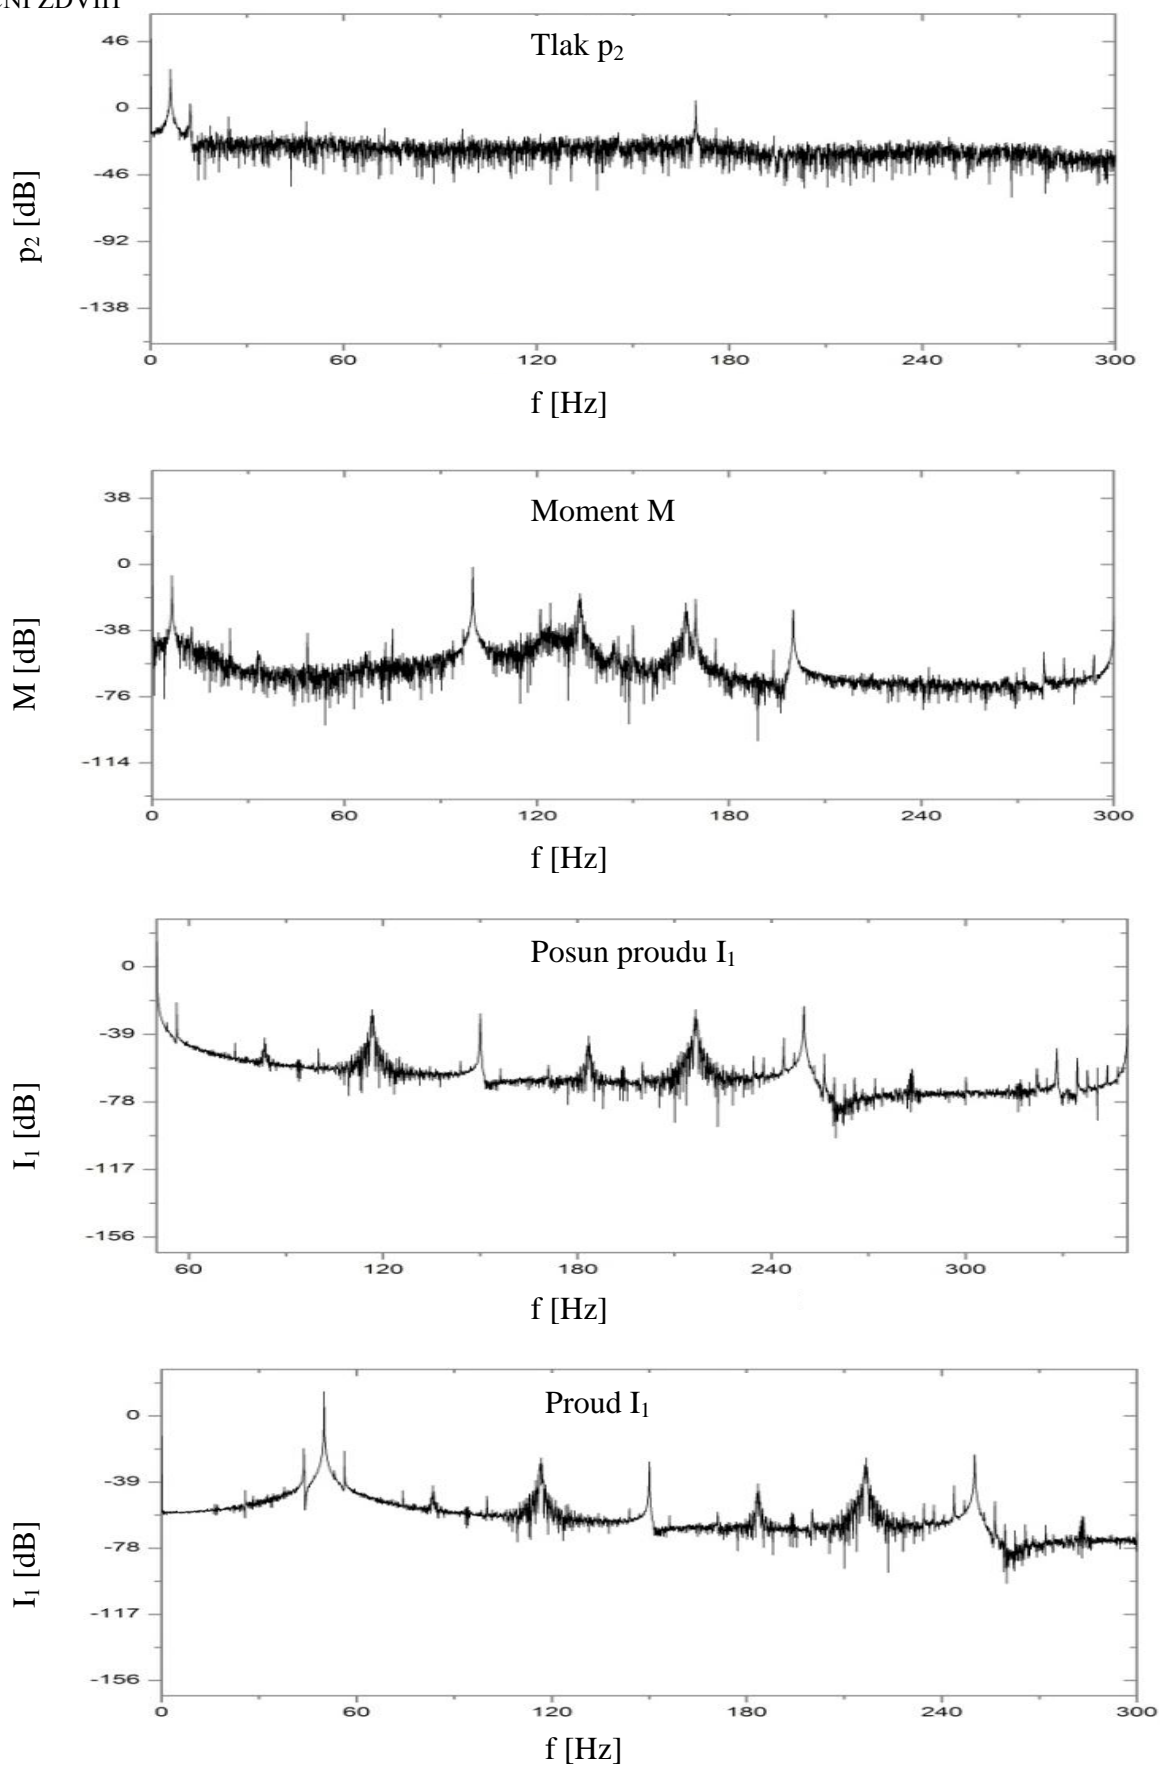 Tlak p₂
46
0
-46
-92
-138
p₂ [dB]
0 60 120 180 240 300
f [Hz]
Moment M
38
0
-38
-76
-114
M [dB]
0 60 120 180 240 300
f [Hz]
Posun proudu I₁
0
-39
-78
-117
-156
I₁ [dB]
60 120 180 240 300
f [Hz]
Proud I₁
0
-39
-78
-117
-156
I₁ [dB]
0 60 120 180 240 300
f [Hz]